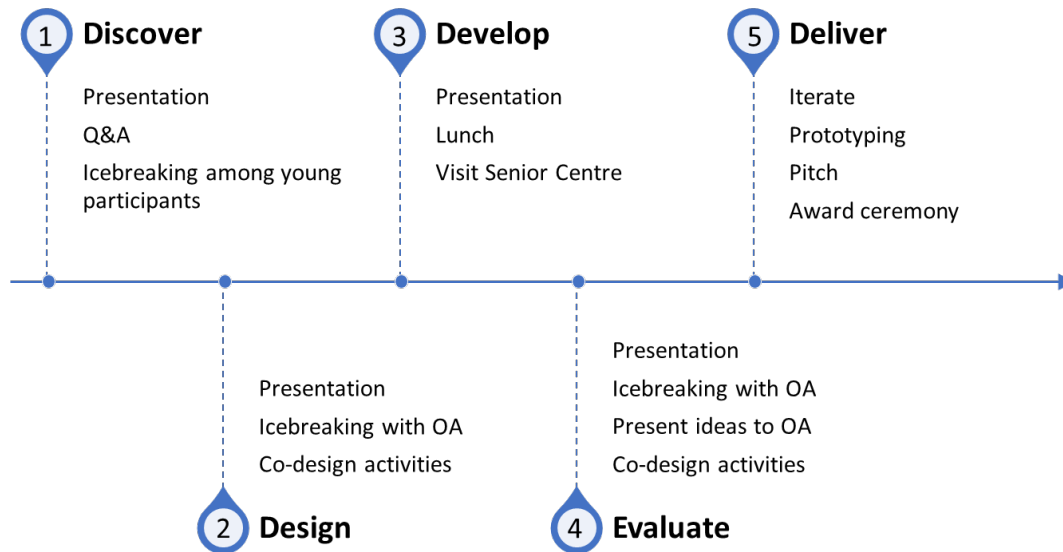 1 Discover
Presentation
Q&A
Icebreaking among young
participants
3 Develop
Presentation
Lunch
Visit Senior Centre
5 Deliver
Iterate
Prototyping
Pitch
Award ceremony
Presentation
Icebreaking with OA
Co-design activities
2 Design
Presentation
Icebreaking with OA
Present ideas to OA
Co-design activities
4 Evaluate